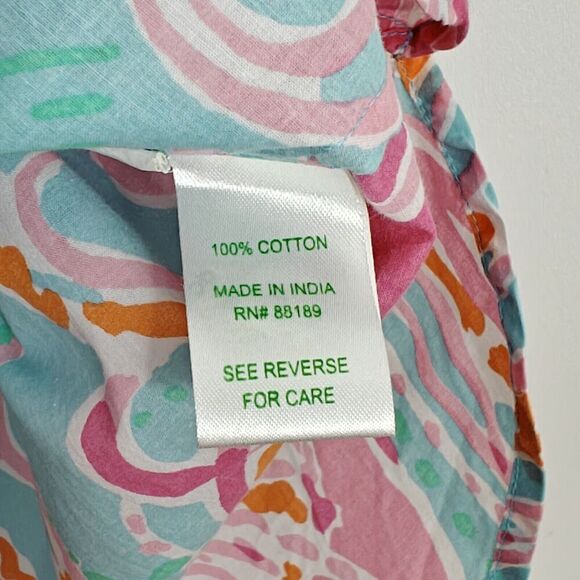 100% COTTON
MADE IN INDIA
RN# 88189
SEE REVERSE
FOR CARE